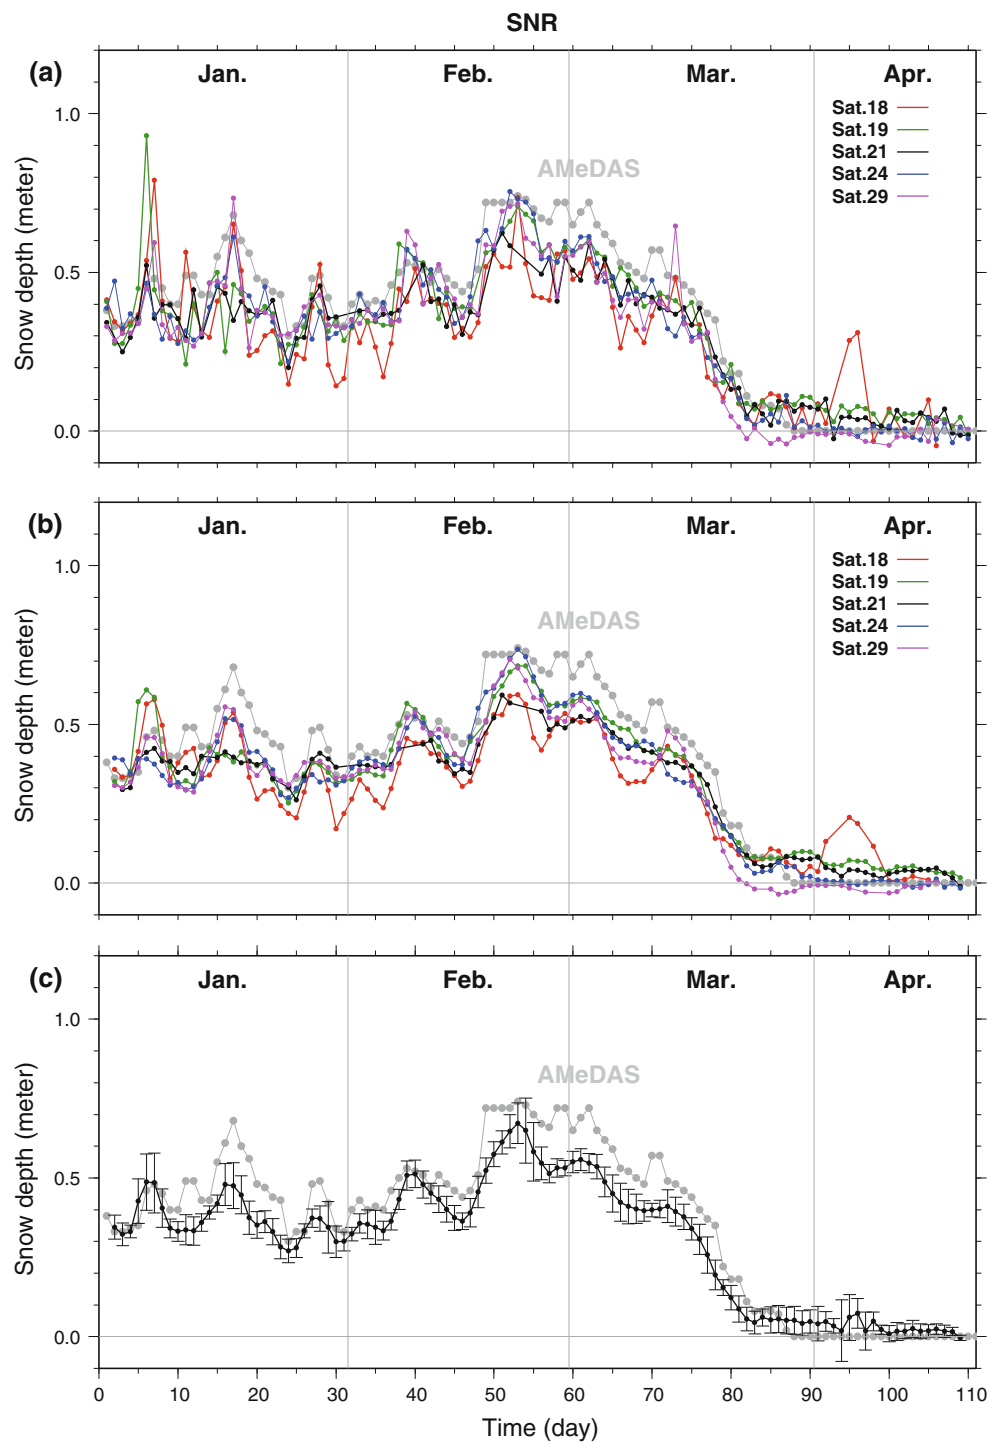 SNR
(a)
Jan. Feb. Mar. Apr.
1.0
0.5
0.0
Snow depth (meter)
AMeDAS
Sat.18
Sat.19
Sat.21
Sat.24
Sat.29
(b)
Jan. Feb. Mar. Apr.
1.0
0.5
0.0
Snow depth (meter)
AMeDAS
Sat.18
Sat.19
Sat.21
Sat.24
Sat.29
(c)
Jan. Feb. Mar. Apr.
1.0
0.5
0.0
Snow depth (meter)
AMeDAS
0 10 20 30 40 50 60 70 80 90 100 110
Time (day)